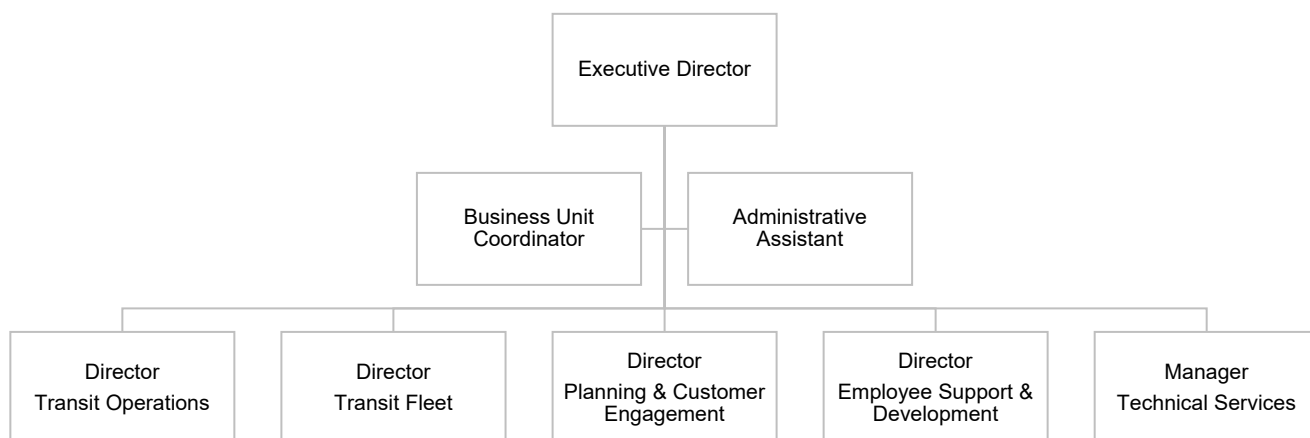 Executive Director
Business Unit
Coordinator
Administrative
Assistant
Director
Transit Operations
Director
Transit Fleet
Director
Planning & Customer
Engagement
Director
Employee Support &
Development
Manager
Technical Services